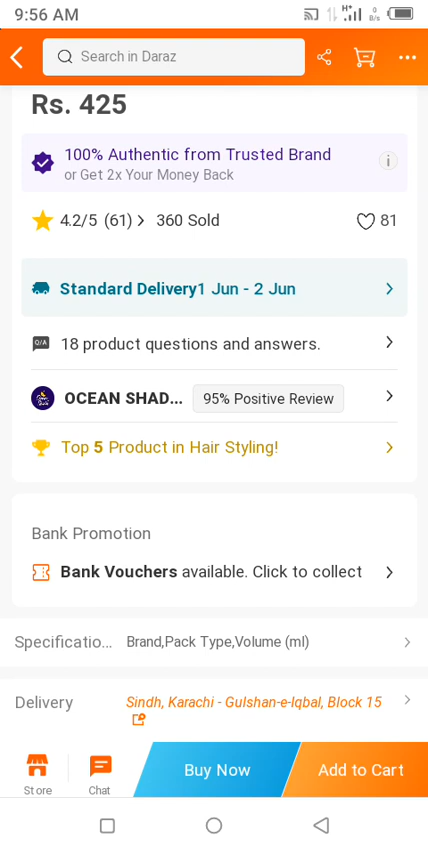 9:56 AM
H+
0
B/s
Search in Daraz
Rs. 425
100% Authentic from Trusted Brand
or Get 2x Your Money Back
4.2/5 (61) 360 Sold
81
Standard Delivery1 Jun - 2 Jun
Q/A
18 product questions and answers.
OCEAN SHAD... 95% Positive Review
Top 5 Product in Hair Styling!
Bank Promotion
Bank Vouchers available. Click to collect
Specificatio... Brand,Pack Type,Volume (ml)
Delivery Sindh, Karachi - Gulshan-e-Iqbal, Block 15
Store
Chat
Buy Now
Add to Cart